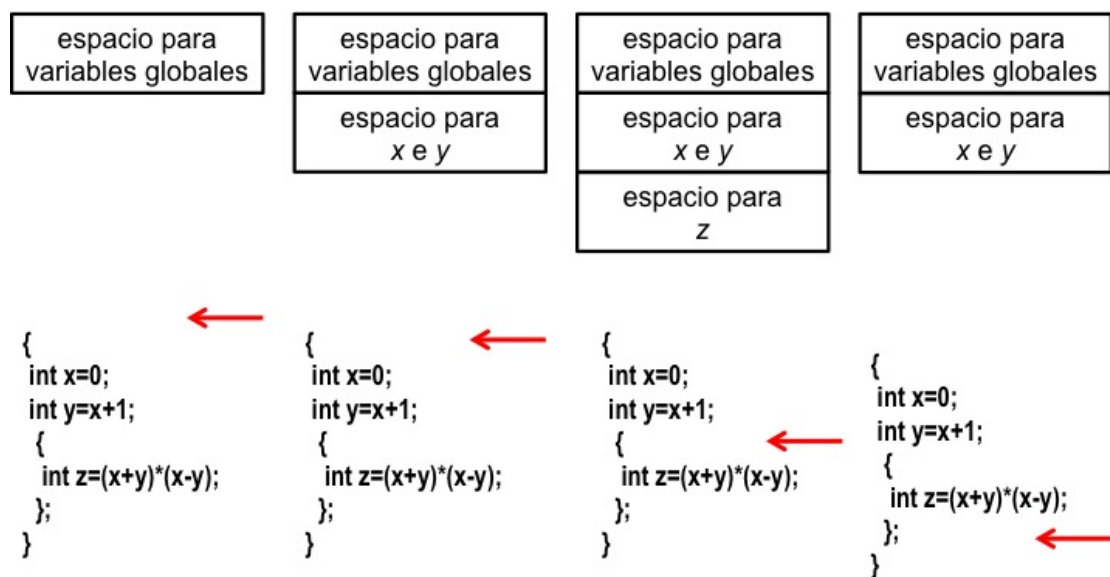 espacio para
variables globales
espacio para
variables globales
espacio para
x e y
espacio para
variables globales
espacio para
x e y
espacio para
z
espacio para
variables globales
espacio para
x e y
{
int x=0;
int y=x+1;
{
int z=(x+y)*(x-y);
};
}
{
int x=0;
int y=x+1;
{
int z=(x+y)*(x-y);
};
}
{
int x=0;
int y=x+1;
{
int z=(x+y)*(x-y);
};
}
{
int x=0;
int y=x+1;
{
int z=(x+y)*(x-y);
};
}